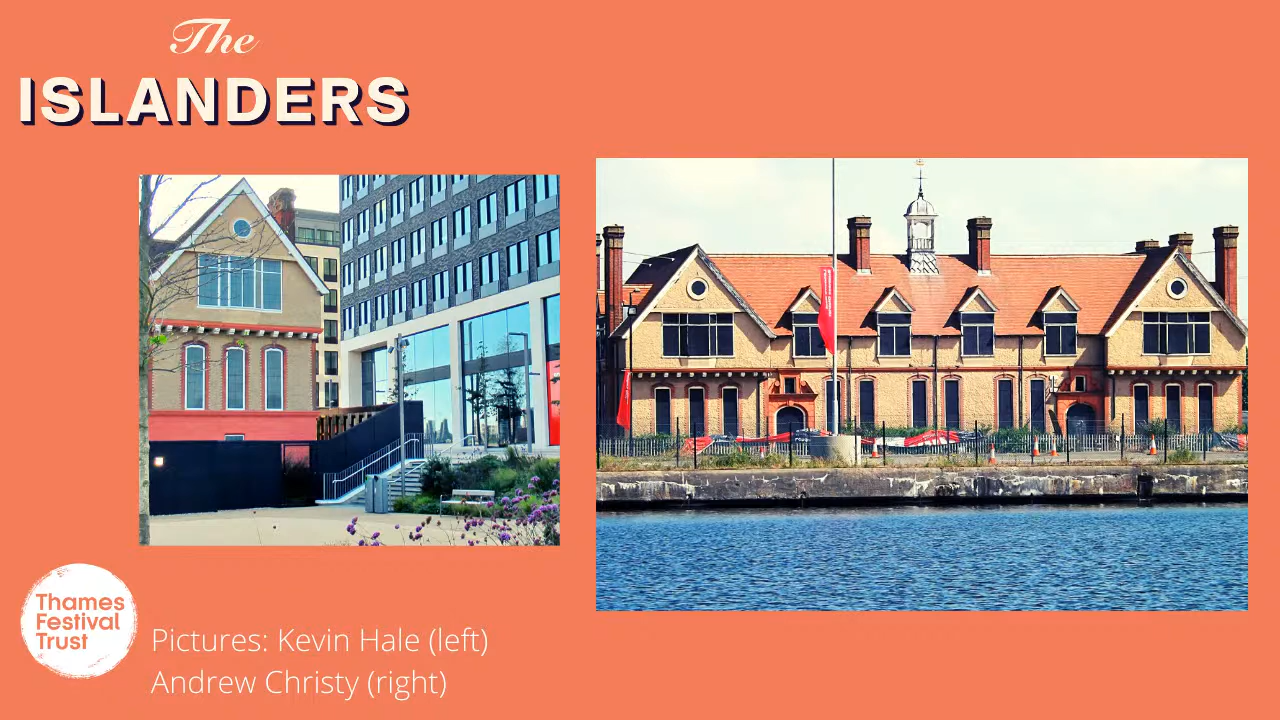 The
ISLANDERS
Thames
Festival
Trust
Pictures: Kevin Hale (left)
Andrew Christy (right)